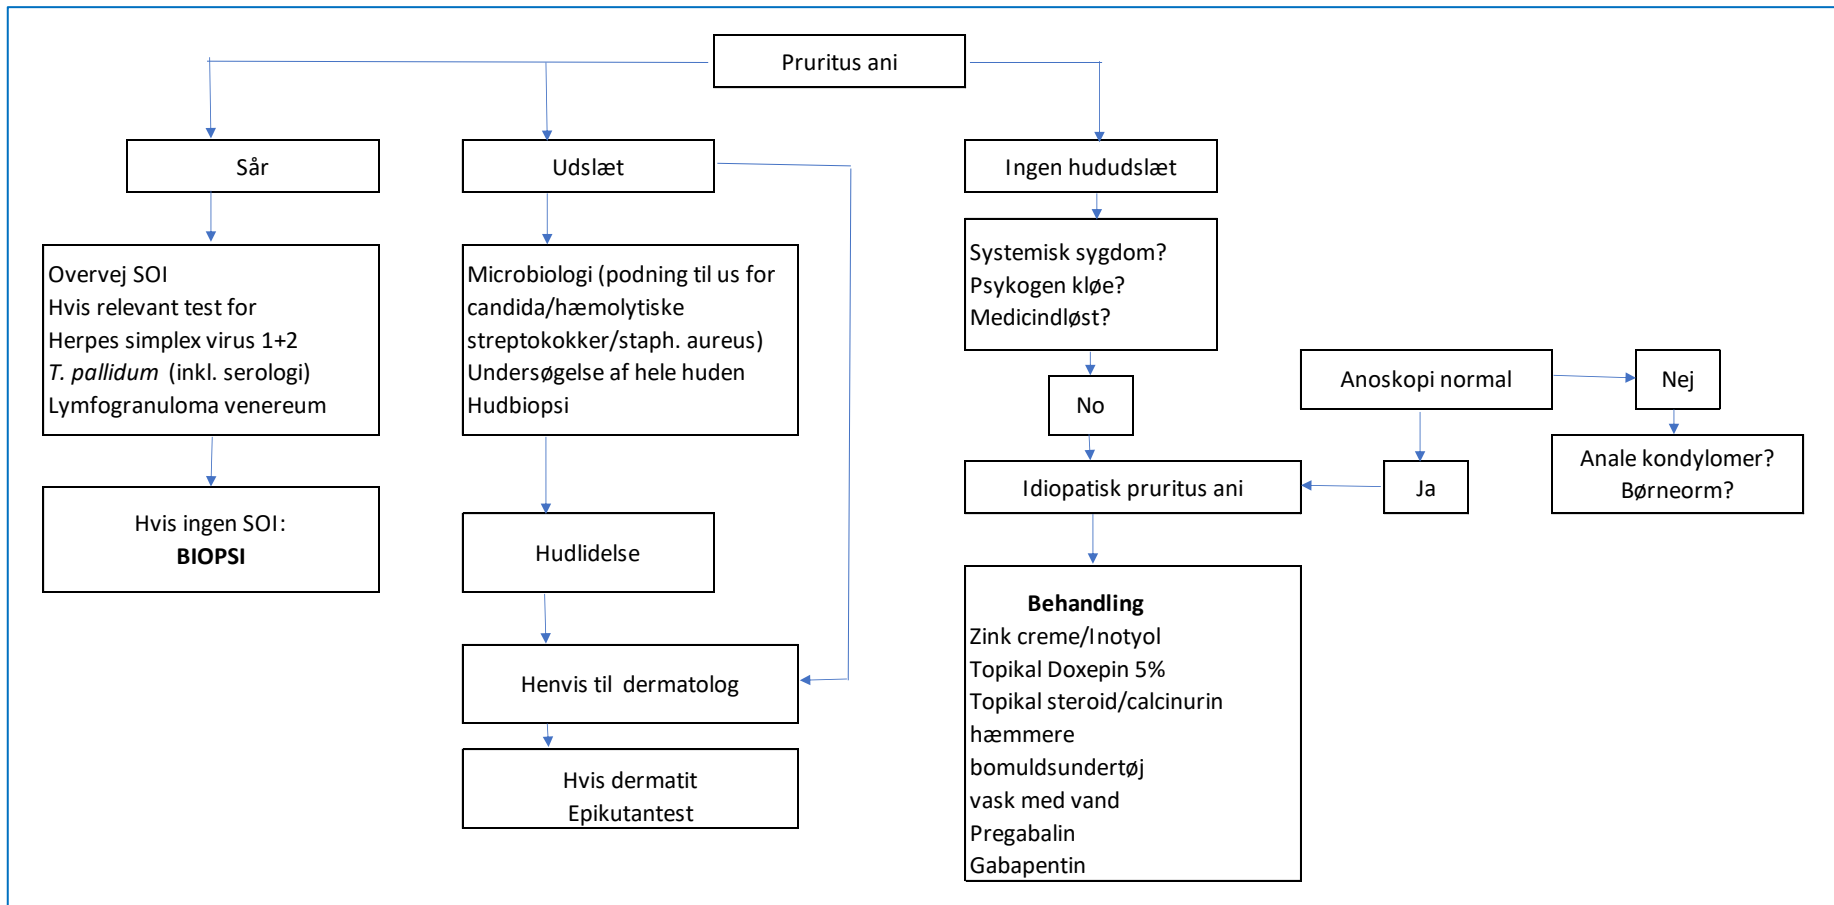 Pruritus ani
Sår
Udslæt
Ingen hududslæt
Overvej SOI
Hvis relevant test for
Herpes simplex virus 1+2
T. pallidum (inkl. serologi)
Lymfogranuloma venereum
Hvis ingen SOI:
BIOPSI
Microbiologi (podning til us for
candida/hæmolytiske
streptokokker/staph. aureus)
Undersøgelse af hele huden
Hudbiopsi
Hudlidelse
Henvis til dermatolog
Hvis dermatit
Epikutantest
Systemisk sygdom?
Psykogen kløe?
Medicindløst?
No
Idiopatisk pruritus ani
Anoskopi normal
Nej
Ja
Anale kondylomer?
Børneorm?
Behandling
Zink creme/Inotyol
Topikal Doxepin 5%
Topikal steroid/calcinurin
hæmmere
bomuldsundertøj
vask med vand
Pregabalin
Gabapentin